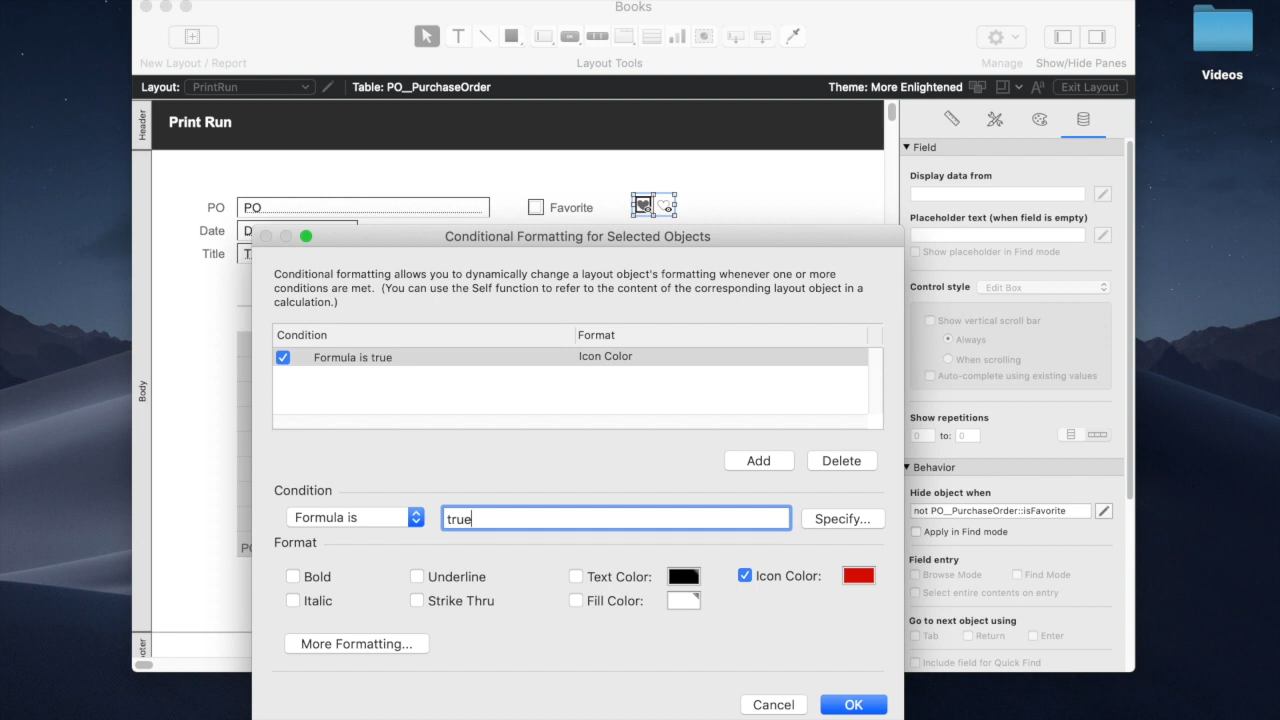 Books
New Layout / Report
Layout Tools
Manage
Show/Hide Panes
Videos
Layout:
PrintRun
Table: PO__PurchaseOrder
Theme: More Enlightened
Exit Layout
Header
Print Run
Field
Display data from
Placeholder text (when field is empty)
Show placeholder in Find mode
Control style
Edit Box
Show vertical scroll bar
Always
When scrolling
Auto-complete using existing values
Show repetitions
0 to: 0
Behavior
Hide object when
not PO__PurchaseOrder::isFavorite
Apply in Find mode
Field entry
Browse Mode
Find Mode
Select entire contents on entry
Go to next object using
Tab
Return
Enter
Include field for Quick Find
Body
PO
PO
Favorite
Date
D
Title
T
PO
Conditional Formatting for Selected Objects
Conditional formatting allows you to dynamically change a layout object's formatting whenever one or more
conditions are met. (You can use the Self function to refer to the content of the corresponding layout object in a
calculation.)
Condition
Format
Formula is true
Icon Color
Add
Delete
Condition
Formula is
true
Specify...
Format
Bold
Underline
Text Color:
Icon Color:
Italic
Strike Thru
Fill Color:
More Formatting...
Cancel
OK